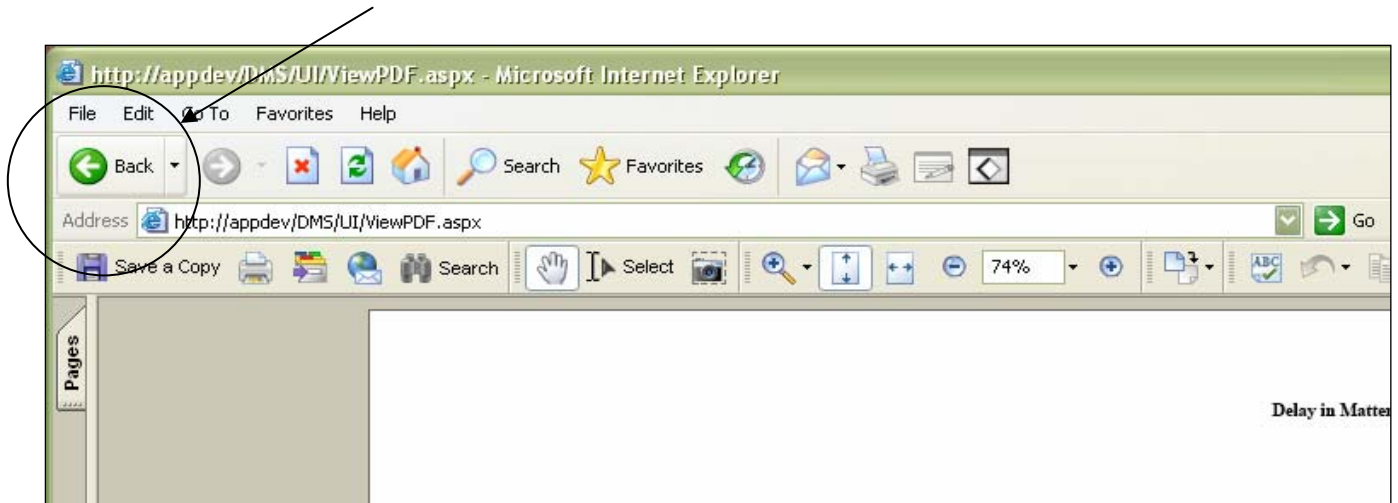 http://appdev/DMS/UI/ViewPDF.aspx - Microsoft Internet Explorer
File Edit Go To Favorites Help
Back Search Favorites
Address http://appdev/DMS/UI/ViewPDF.aspx Go
Save a Copy Search Select 74% ABC
Pages
Delay in Matter